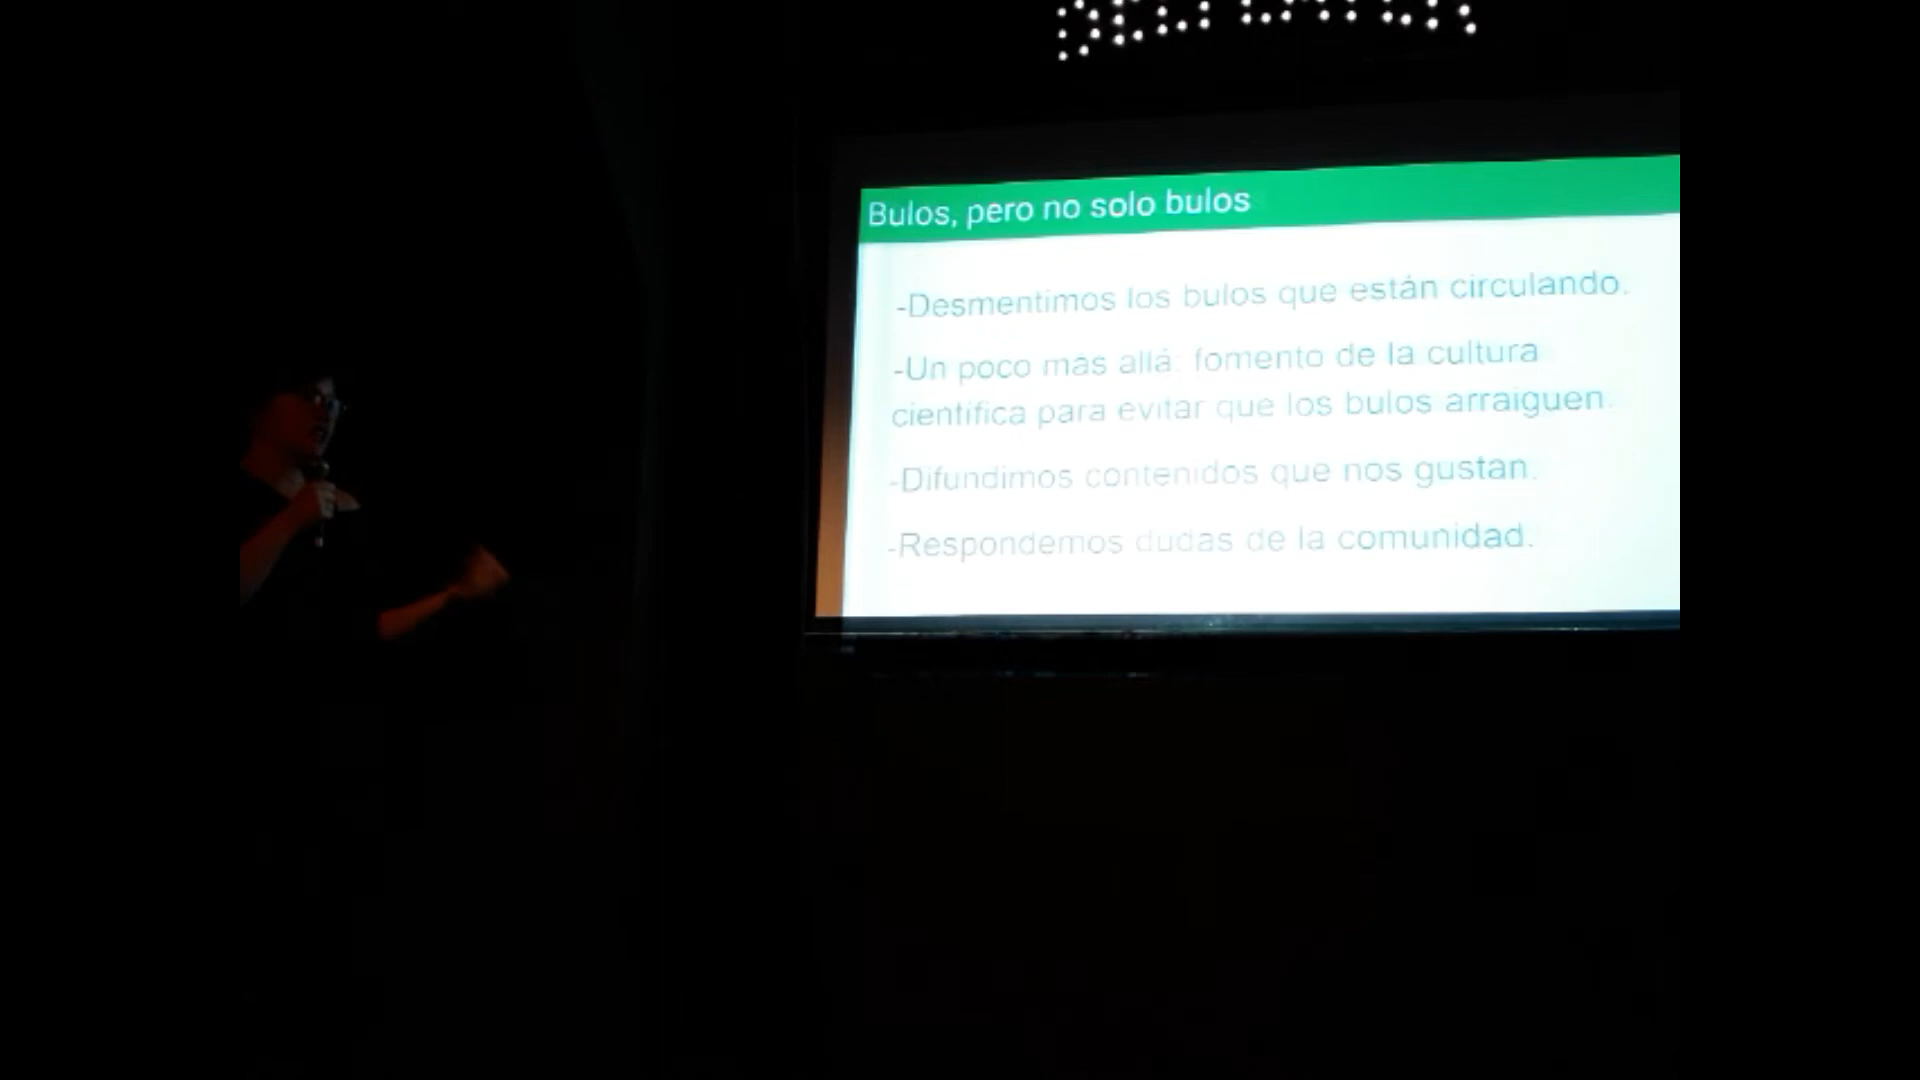 Bulos, pero no solo bulos
-Desmentimos los bulos que están circulando.
-Un poco más allá: fomento de la cultura
científica para evitar que los bulos arraiguen.
-Difundimos contenidos que nos gustan.
-Respondemos dudas de la comunidad.